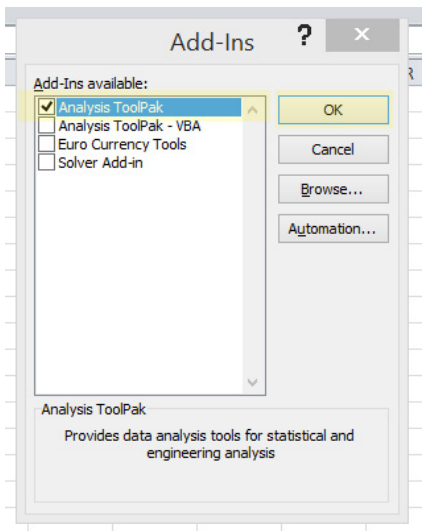 Add-Ins ?
R
Add-Ins available:
Analysis ToolPak
Analysis ToolPak - VBA
Euro Currency Tools
Solver Add-in
OK
Cancel
Browse...
Automation...
Analysis ToolPak
Provides data analysis tools for statistical and
engineering analysis